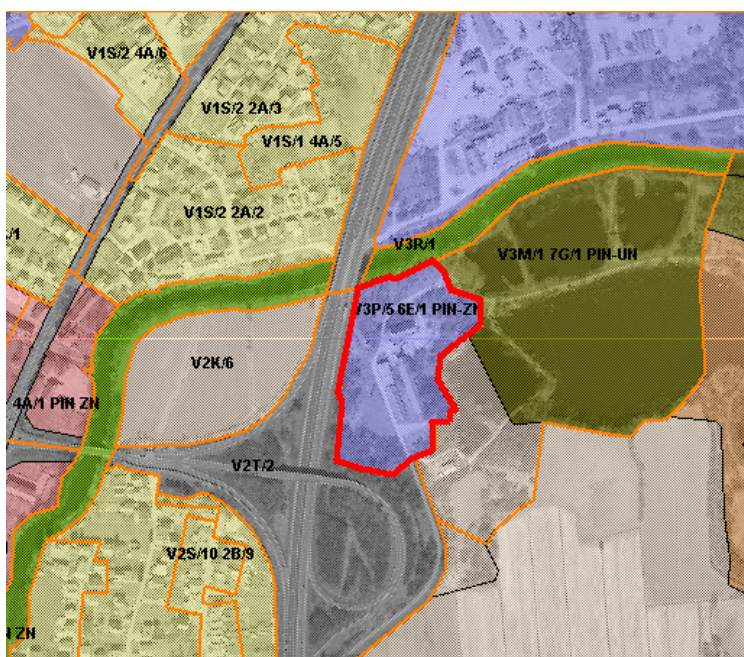 V1S/2 4A/6
V1S/2 2A/3
V1S/1 4A/5
V1S/2 2A/2
/1
V3R/1
V3M/1 7G/1 PIN-UN
V3P/5 6E/1 PIN-ZN
V2K/6
4A/1 PIN ZN
V2T/2
V2S/10 2B/9
N ZN